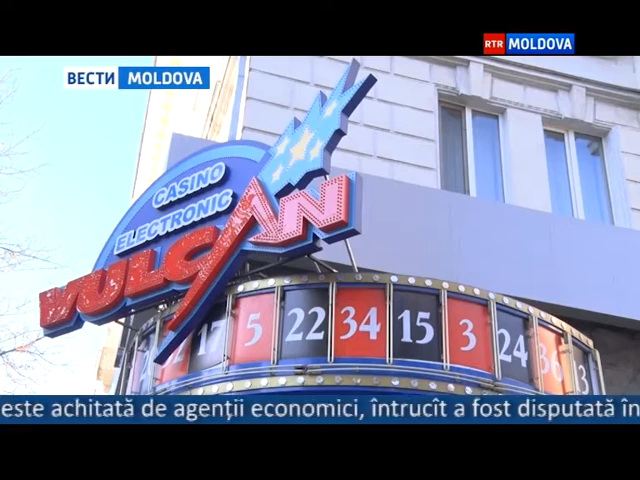 RTR MOLDOVA
ВЕСТИ MOLDOVA
CASINO
ELECTRONIC
VULCAN
17 5 22 34 15 3 24 36 13
este achitată de agenții economici, întrucît a fost disputată în